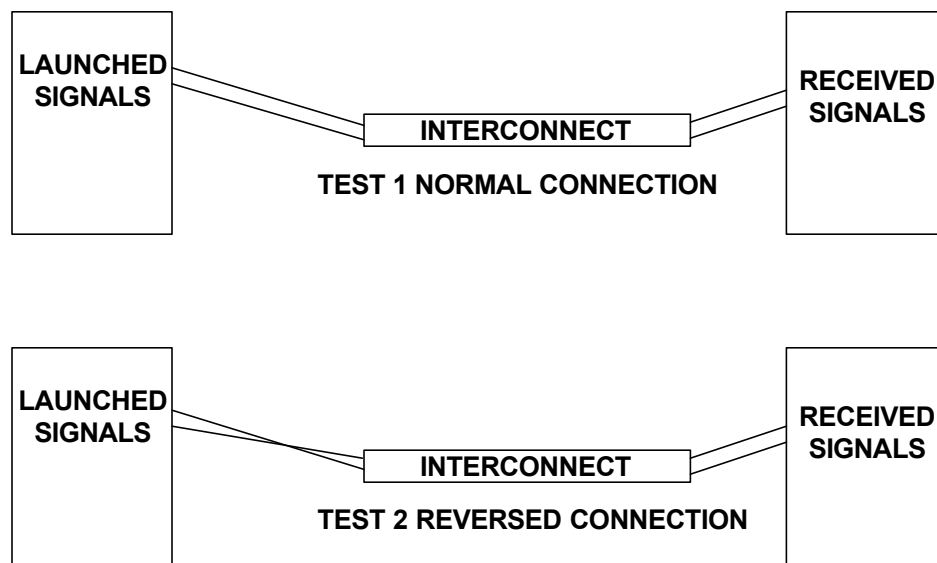 LAUNCHED
SIGNALS
RECEIVED
SIGNALS
INTERCONNECT
TEST 1 NORMAL CONNECTION
LAUNCHED
SIGNALS
RECEIVED
SIGNALS
INTERCONNECT
TEST 2 REVERSED CONNECTION